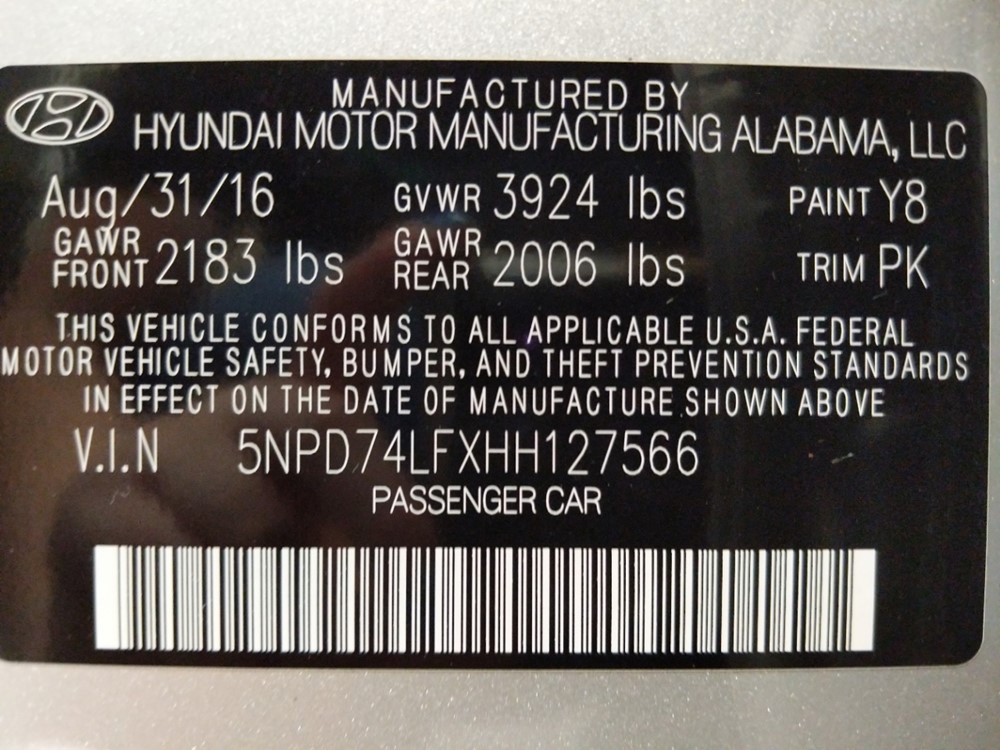 MANUFACTURED BY
HYUNDAI MOTOR MANUFACTURING ALABAMA, LLC
Aug/31/16 GVWR 3924 lbs PAINT Y8
GAWR FRONT 2183 lbs GAWR REAR 2006 lbs TRIM PK
THIS VEHICLE CONFORMS TO ALL APPLICABLE U.S.A. FEDERAL
MOTOR VEHICLE SAFETY, BUMPER, AND THEFT PREVENTION STANDARDS
IN EFFECT ON THE DATE OF MANUFACTURE SHOWN ABOVE
V.I.N 5NPD74LFXHH127566
PASSENGER CAR